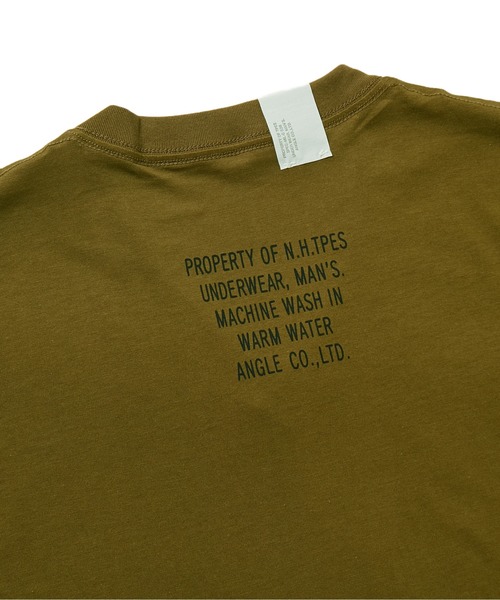 PROPERTY OF N.H.TPES
UNDERWEAR, MAN'S.
MACHINE WASH IN
WARM WATER
ANGLE CO.,LTD.